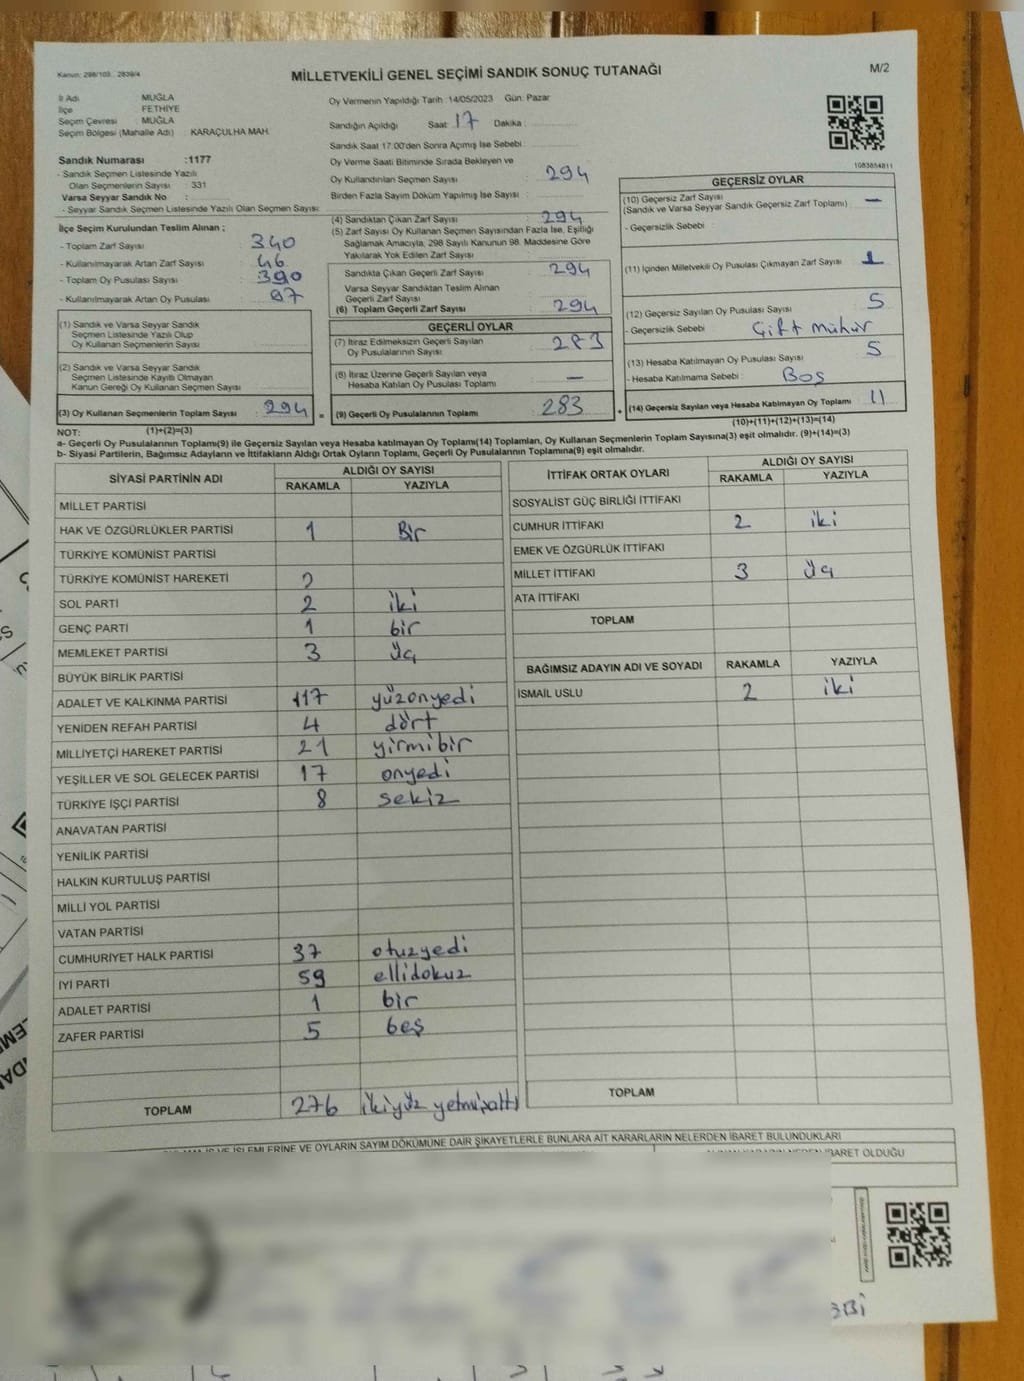 Kanun: 298/103.. 2839/4
MİLLETVEKİLİ GENEL SEÇİMİ SANDIK SONUÇ TUTANAĞI
M/2
İl Adı : MUĞLA
İlçe : FETHİYE
Seçim Çevresi : MUĞLA
Seçim Bölgesi (Mahalle Adı) : KARAÇULHA MAH.
Sandık Numarası :1177
- Sandık Seçmen Listesinde Yazılı
Olan Seçmenlerin Sayısı : 331
Varsa Seyyar Sandık No :
- Seyyar Sandık Seçmen Listesinde Yazılı Olan Seçmen Sayısı:
İlçe Seçim Kurulundan Teslim Alınan ;
- Toplam Zarf Sayısı : 340
- Kullanılmayarak Artan Zarf Sayısı : 46
- Toplam Oy Pusulası Sayısı : 390
- Kullanılmayarak Artan Oy Pusulası : 97
(1) Sandık ve Varsa Seyyar Sandık
Seçmen Listesinde Yazılı Olup
Oy Kullanan Seçmenlerin Sayısı
(2) Sandık ve Varsa Seyyar Sandık
Seçmen Listesinde Kayıtlı Olmayan
Kanun Gereği Oy Kullanan Seçmen Sayısı
(3) Oy Kullanan Seçmenlerin Toplam Sayısı : 294
(1)+(2)=(3)
Oy Vermenin Yapıldığı Tarih :14/05/2023 Gün: Pazar
Sandığın Açıldığı Saat: 17 Dakika :
Sandık Saat 17.00'den Sonra Açılmış İse Sebebi
Oy Verme Saati Bitiminde Sırada Bekleyen ve
Oy Kullandırılan Seçmen Sayısı : 294
Birden Fazla Sayım Döküm Yapılmış İse Sayısı :
(4) Sandıktan Çıkan Zarf Sayısı : 294
(5) Zarf Sayısı Oy Kullanan Seçmen Sayısından Fazla İse, Eşitliği
Sağlamak Amacıyla, 298 Sayılı Kanunun 98. Maddesine Göre
Yakılarak Yok Edilen Zarf Sayısı
Sandıkta Çıkan Geçerli Zarf Sayısı : 294
Varsa Seyyar Sandıktan Teslim Alınan
Geçerli Zarf Sayısı
(6) Toplam Geçerli Zarf Sayısı : 294
GEÇERLİ OYLAR
(7) İtiraz Edilmeksizin Geçerli Sayılan
Oy Pusulalarının Sayısı : 283
(8) İtiraz Üzerine Geçerli Sayılan veya
Hesaba Katılan Oy Pusulası Toplamı —
(9) Geçerli Oy Pusulalarının Toplamı : 283
1083854811
GEÇERSİZ OYLAR
(10) Geçersiz Zarf Sayısı
(Sandık ve Varsa Seyyar Sandık Geçersiz Zarf Toplamı) : —
- Geçersizlik Sebebi :
(11) İçinden Milletvekili Oy Pusulası Çıkmayan Zarf Sayısı 1
(12) Geçersiz Sayılan Oy Pusulası Sayısı 5
- Geçersizlik Sebebi Çift mühür
(13) Hesaba Katılmayan Oy Pusulası Sayısı 5
- Hesaba Katılmama Sebebi : Boş
(14) Geçersiz Sayılan veya Hesaba Katılmayan Oy Toplamı 11
(10)+(11)+(12)+(13)=(14)
NOT:
a- Geçerli Oy Pusulalarının Toplamı(9) ile Geçersiz Sayılan veya Hesaba katılmayan Oy Toplamı(14) Toplamları, Oy Kullanan Seçmenlerin Toplam Sayısına(3) eşit olmalıdır. (9)+(14)=(3)
b- Siyasi Partilerin, Bağımsız Adayların ve İttifakların Aldığı Ortak Oyların Toplamı, Geçerli Oy Pusulalarının Toplamına(9) eşit olmalıdır.
SİYASİ PARTİNİN ADI ALDIĞI OY SAYISI
RAKAMLA YAZIYLA
MİLLET PARTİSİ
HAK VE ÖZGÜRLÜKLER PARTİSİ 1 Bir
TÜRKİYE KOMÜNİST PARTİSİ
TÜRKİYE KOMÜNİST HAREKETİ 2
SOL PARTİ 2 iki
GENÇ PARTİ 1 bir
MEMLEKET PARTİSİ 3 üç
BÜYÜK BİRLİK PARTİSİ
ADALET VE KALKINMA PARTİSİ 117 yüzonyedi
YENİDEN REFAH PARTİSİ 4 dört
MİLLİYETÇİ HAREKET PARTİSİ 21 yirmibir
YEŞİLLER VE SOL GELECEK PARTİSİ 17 onyedi
TÜRKİYE İŞÇİ PARTİSİ 8 sekiz
ANAVATAN PARTİSİ
YENİLİK PARTİSİ
HALKIN KURTULUŞ PARTİSİ
MİLLİ YOL PARTİSİ
VATAN PARTİSİ
CUMHURİYET HALK PARTİSİ 37 otuzyedi
İYİ PARTİ 59 ellidokuz
ADALET PARTİSİ 1 bir
ZAFER PARTİSİ 5 beş
TOPLAM 276 ikiyüz yetmişaltı
İTTİFAK ORTAK OYLARI ALDIĞI OY SAYISI
RAKAMLA YAZIYLA
SOSYALİST GÜÇ BİRLİĞİ İTTİFAKI
CUMHUR İTTİFAKI 2 iki
EMEK VE ÖZGÜRLÜK İTTİFAKI
MİLLET İTTİFAKI 3 üç
ATA İTTİFAKI
TOPLAM
BAĞIMSIZ ADAYIN ADI VE SOYADI RAKAMLA YAZIYLA
İSMAİL USLU 2 iki
TOPLAM
İŞLEMLERİNE VE OYLARIN SAYIM DÖKÜMÜNE DAİR ŞİKAYETLERLE BUNLARA AİT KARARLARIN NELERDEN İBARET BULUNDUKLARI
İBARET OLDUĞU